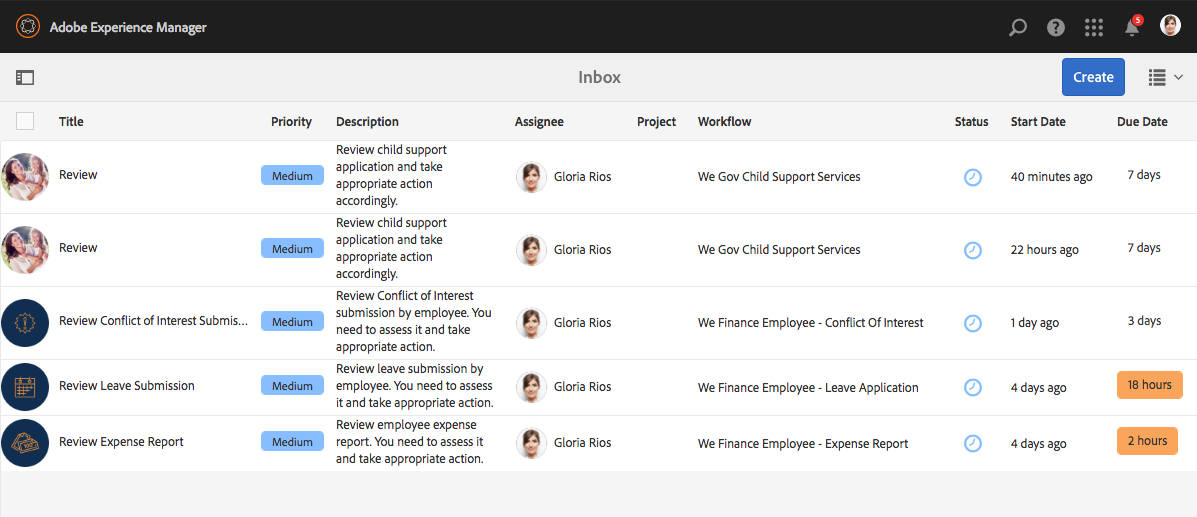 Adobe Experience Manager
5
Inbox
Create
Title Priority Description Assignee Project Workflow Status Start Date Due Date
Review child support
application and take
appropriate action
accordingly.
Review Medium Gloria Rios We Gov Child Support Services 40 minutes ago 7 days
Review child support
application and take
appropriate action
accordingly.
Review Medium Gloria Rios We Gov Child Support Services 22 hours ago 7 days
Review Conflict of Interest
submission by employee. You
need to assess it and take
appropriate action.
Review Conflict of Interest Submis... Medium Gloria Rios We Finance Employee - Conflict Of Interest 1 day ago 3 days
Review leave submission by
employee. You need to assess
it and take appropriate action.
Review Leave Submission Medium Gloria Rios We Finance Employee - Leave Application 4 days ago 18 hours
Review employee expense
report. You need to assess it
and take appropriate action.
Review Expense Report Medium Gloria Rios We Finance Employee - Expense Report 4 days ago 2 hours